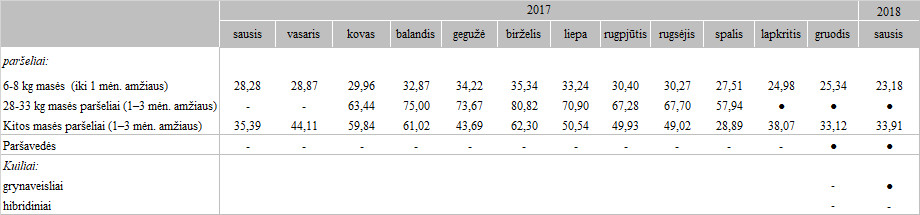 2017 2018
sausis vasaris kovas balandis gegužė birželis liepa rugpjūtis rugsėjis spalis lapkritis gruodis sausis
paršeliai:
6-8 kg masės (iki 1 mėn. amžiaus) 28,28 28,87 29,96 32,87 34,22 35,34 33,24 30,40 30,27 27,51 24,98 25,34 23,18
28-33 kg masės paršeliai (1–3 mėn. amžiaus) - - 63,44 75,00 73,67 80,82 70,90 67,28 67,70 57,94 ● ● ●
Kitos masės paršeliai (1–3 mėn. amžiaus) 35,39 44,11 59,84 61,02 43,69 62,30 50,54 49,93 49,02 28,89 38,07 33,12 33,91
Paršavedės - - - - - - - - - - - ● ●
Kuiliai:
grynaveisliai - ●
hibridiniai - -